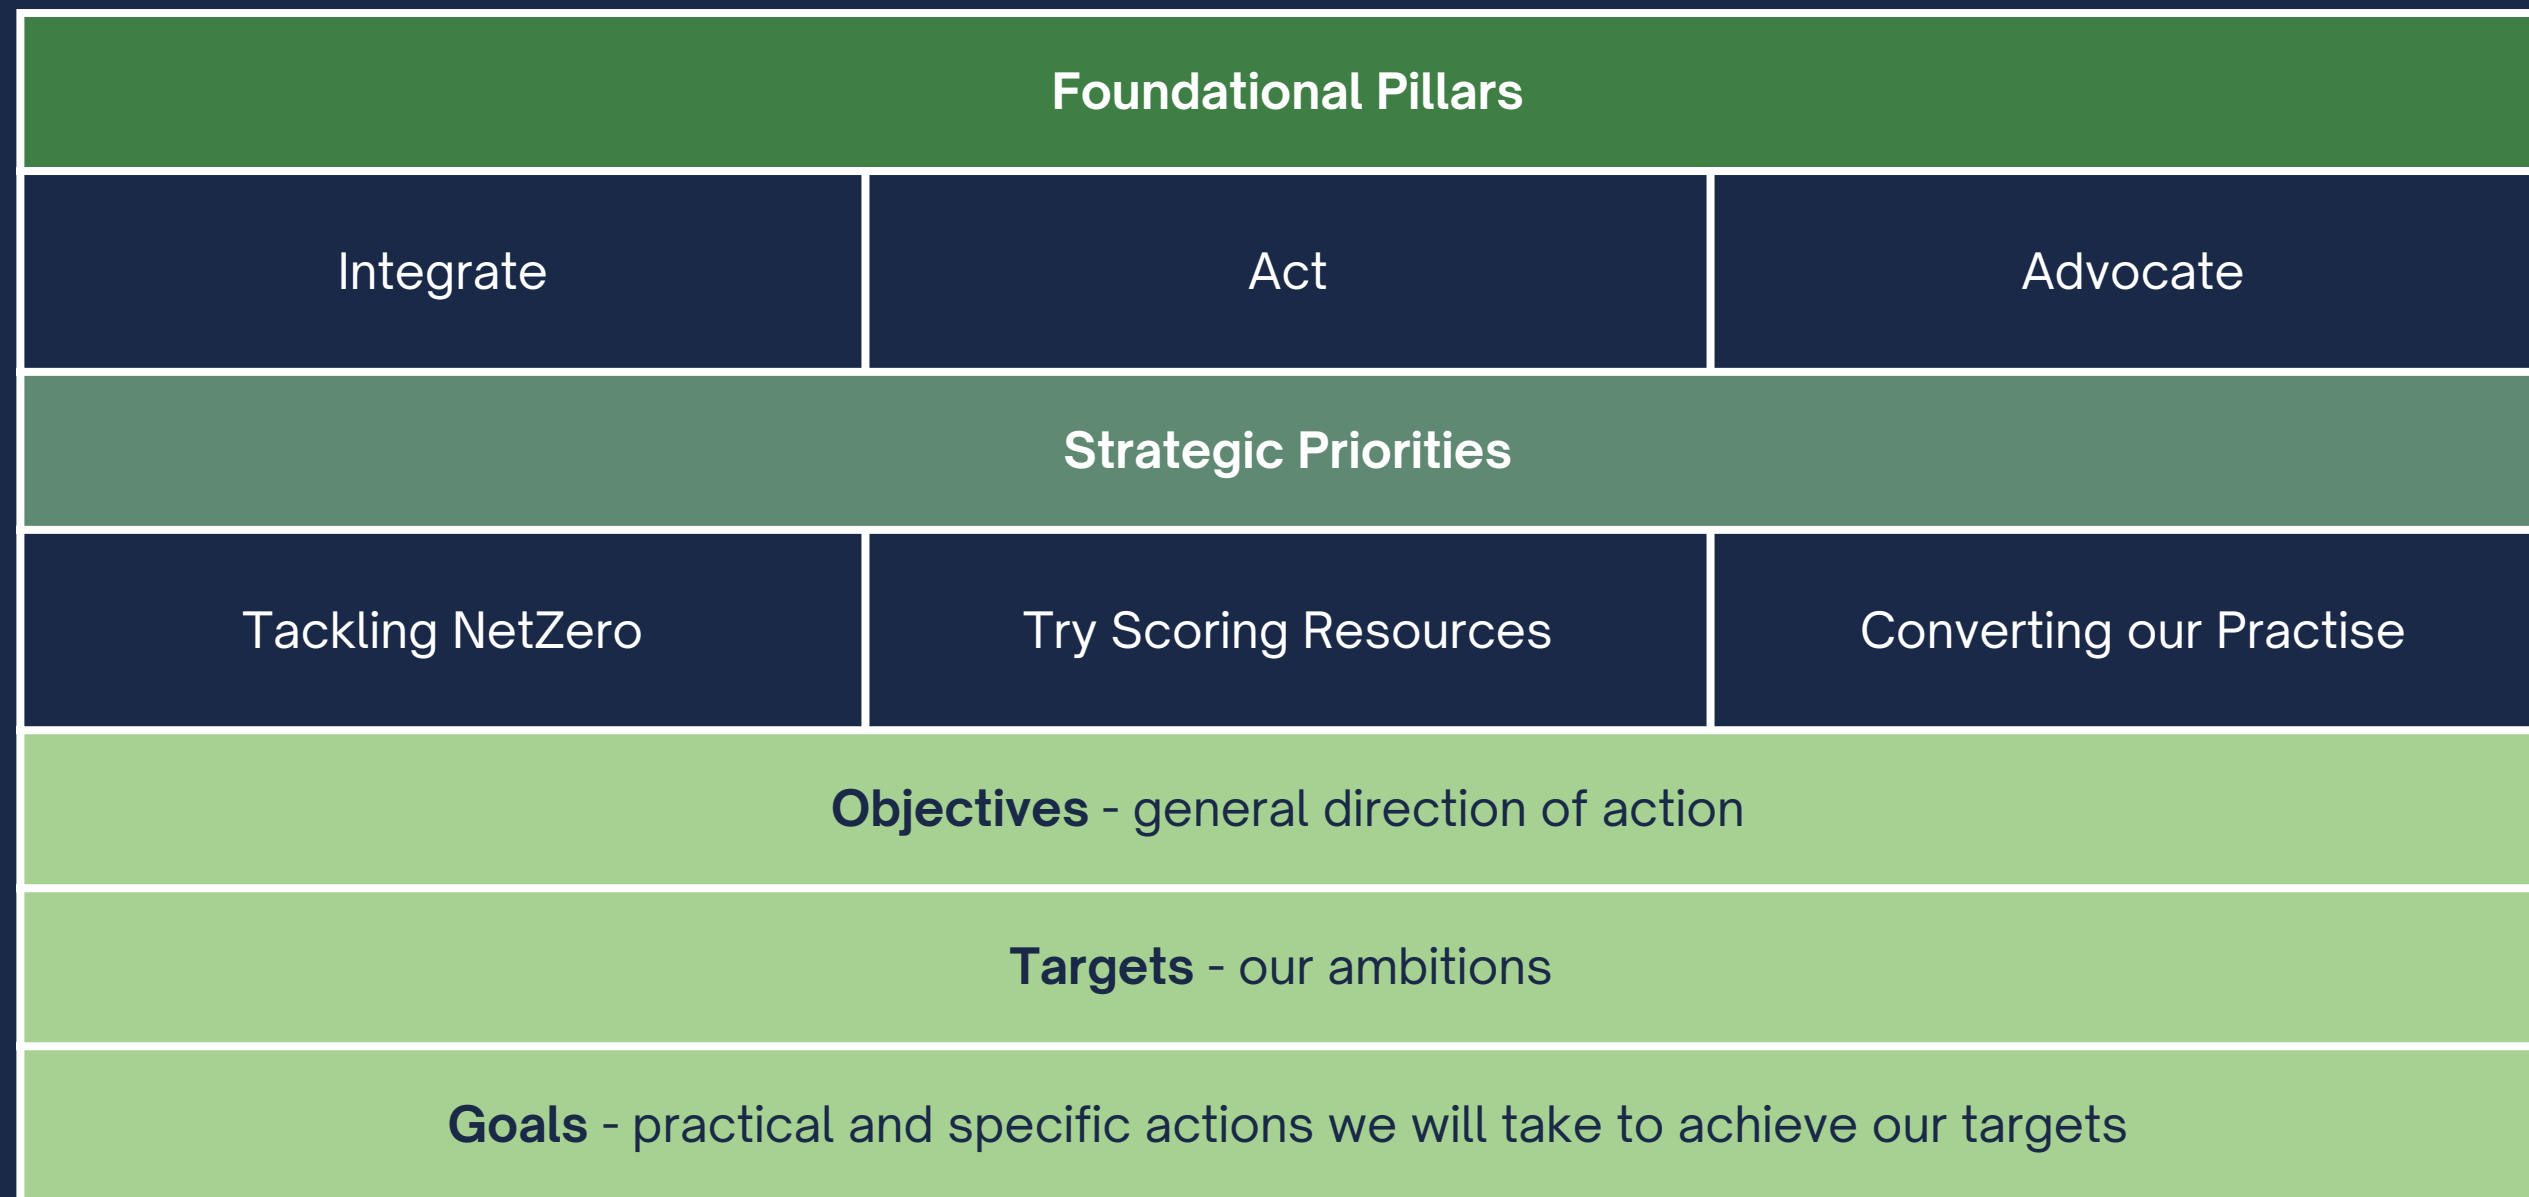 Foundational Pillars
Integrate
Act
Advocate
Strategic Priorities
Tackling NetZero
Try Scoring Resources
Converting our Practise
Objectives - general direction of action
Targets - our ambitions
Goals - practical and specific actions we will take to achieve our targets